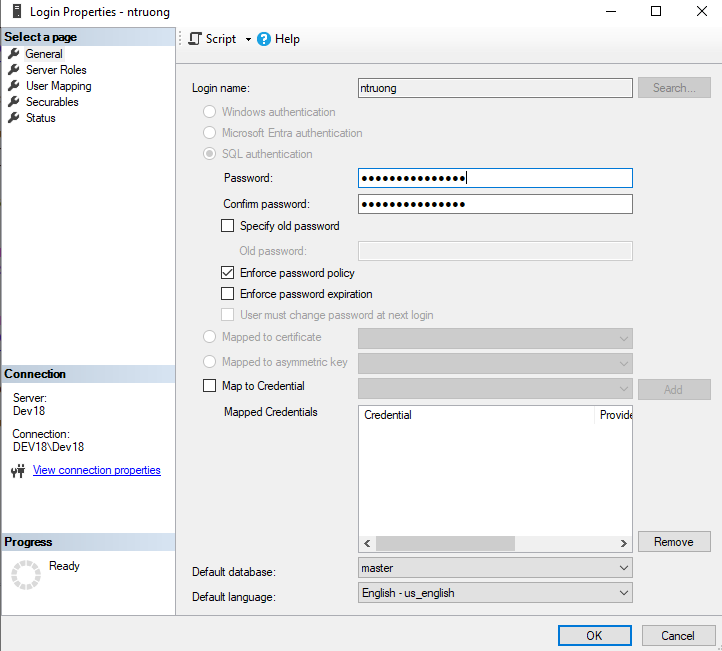 Login Properties - ntruong
Select a page
General
Server Roles
User Mapping
Securables
Status
Connection
Server:
Dev18
Connection:
DEV18\Dev18
View connection properties
Progress
Ready
Script
Help
Login name:
ntruong
Search...
Windows authentication
Microsoft Entra authentication
SQL authentication
Password:
●●●●●●●●●●●●●●●
Confirm password:
●●●●●●●●●●●●●●●
Specify old password
Old password:
Enforce password policy
Enforce password expiration
User must change password at next login
Mapped to certificate
Mapped to asymmetric key
Map to Credential
Add
Mapped Credentials
Credential Provide
Remove
Default database:
master
Default language:
English - us_english
OK
Cancel